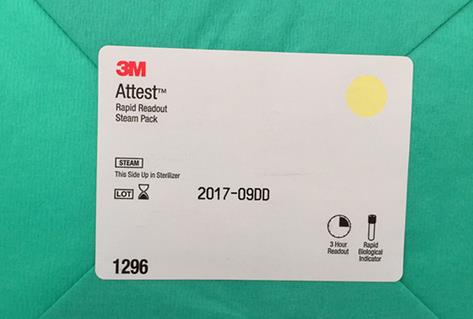 3M
Attest™
Rapid Readout
Steam Pack
STEAM
This Side Up in Sterilizer
LOT
2017-09DD
3 Hour
Readout
Rapid
Biological
Indicator
1296